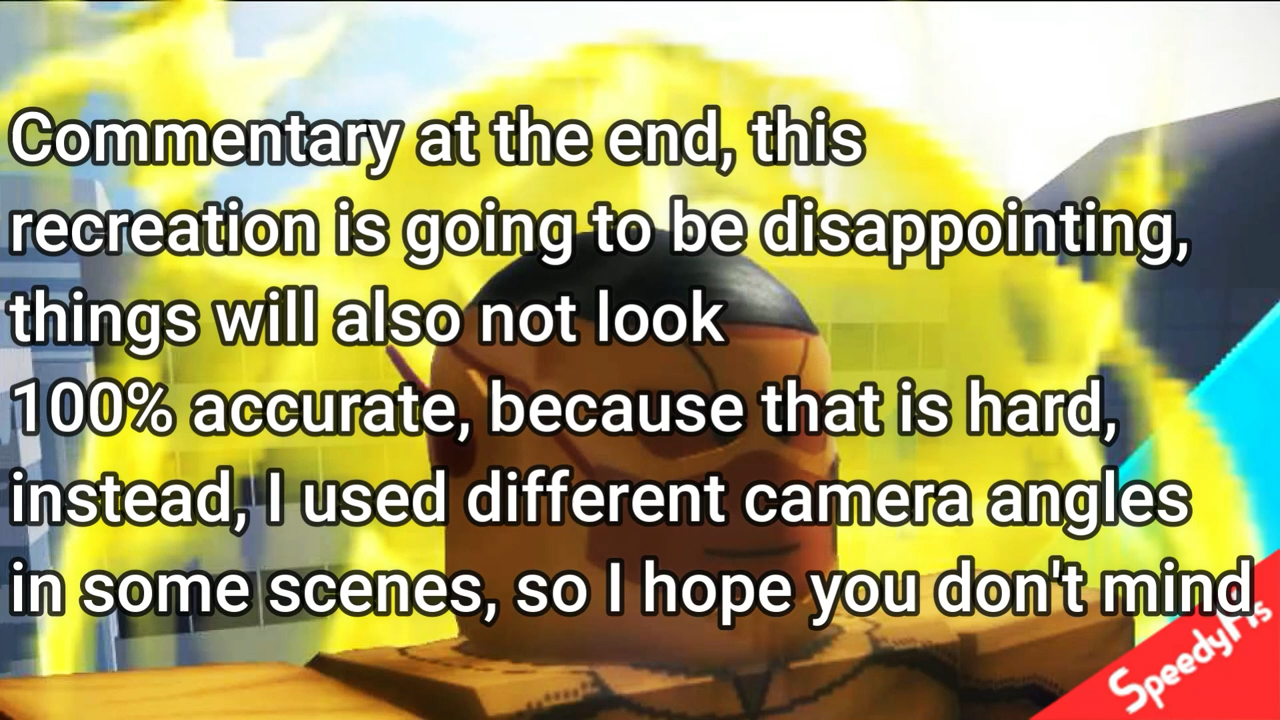 Commentary at the end, this
recreation is going to be disappointing,
things will also not look
100% accurate, because that is hard,
instead, I used different camera angles
in some scenes, so I hope you don't mind